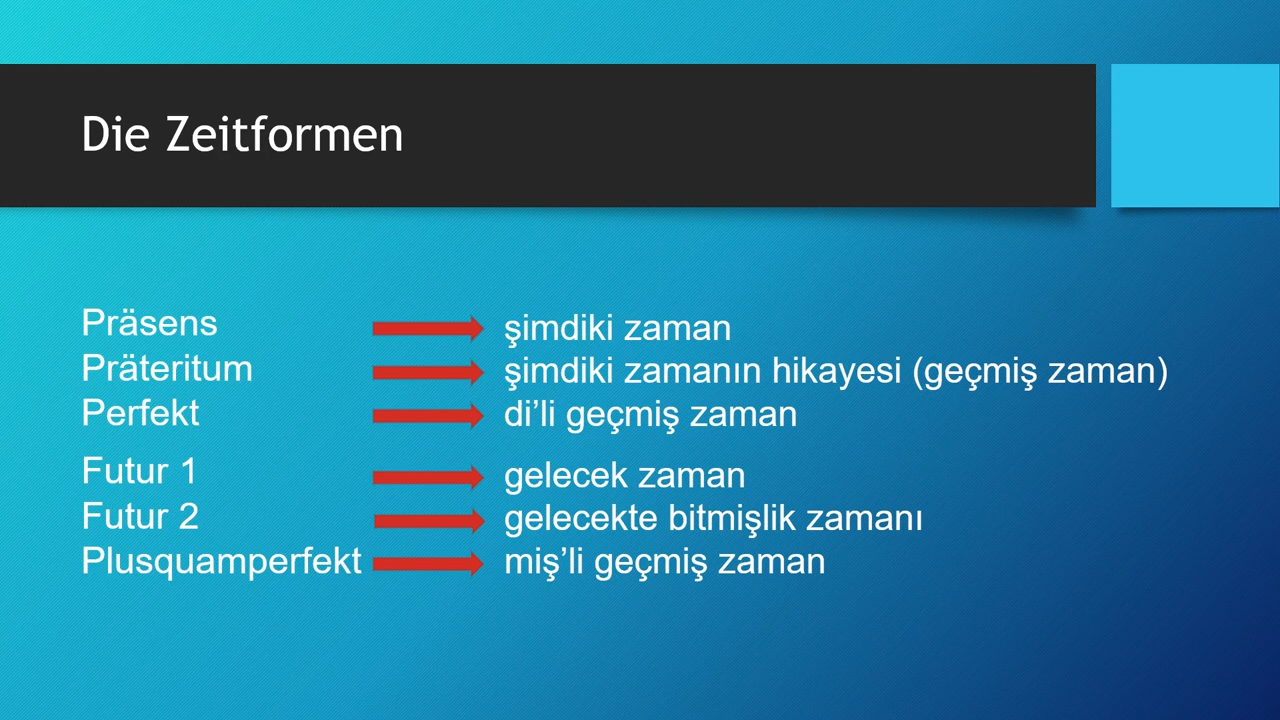 Die Zeitformen
Präsens şimdiki zaman
Präteritum şimdiki zamanın hikayesi (geçmiş zaman)
Perfekt di’li geçmiş zaman
Futur 1 gelecek zaman
Futur 2 gelecekte bitmişlik zamanı
Plusquamperfekt miş’li geçmiş zaman